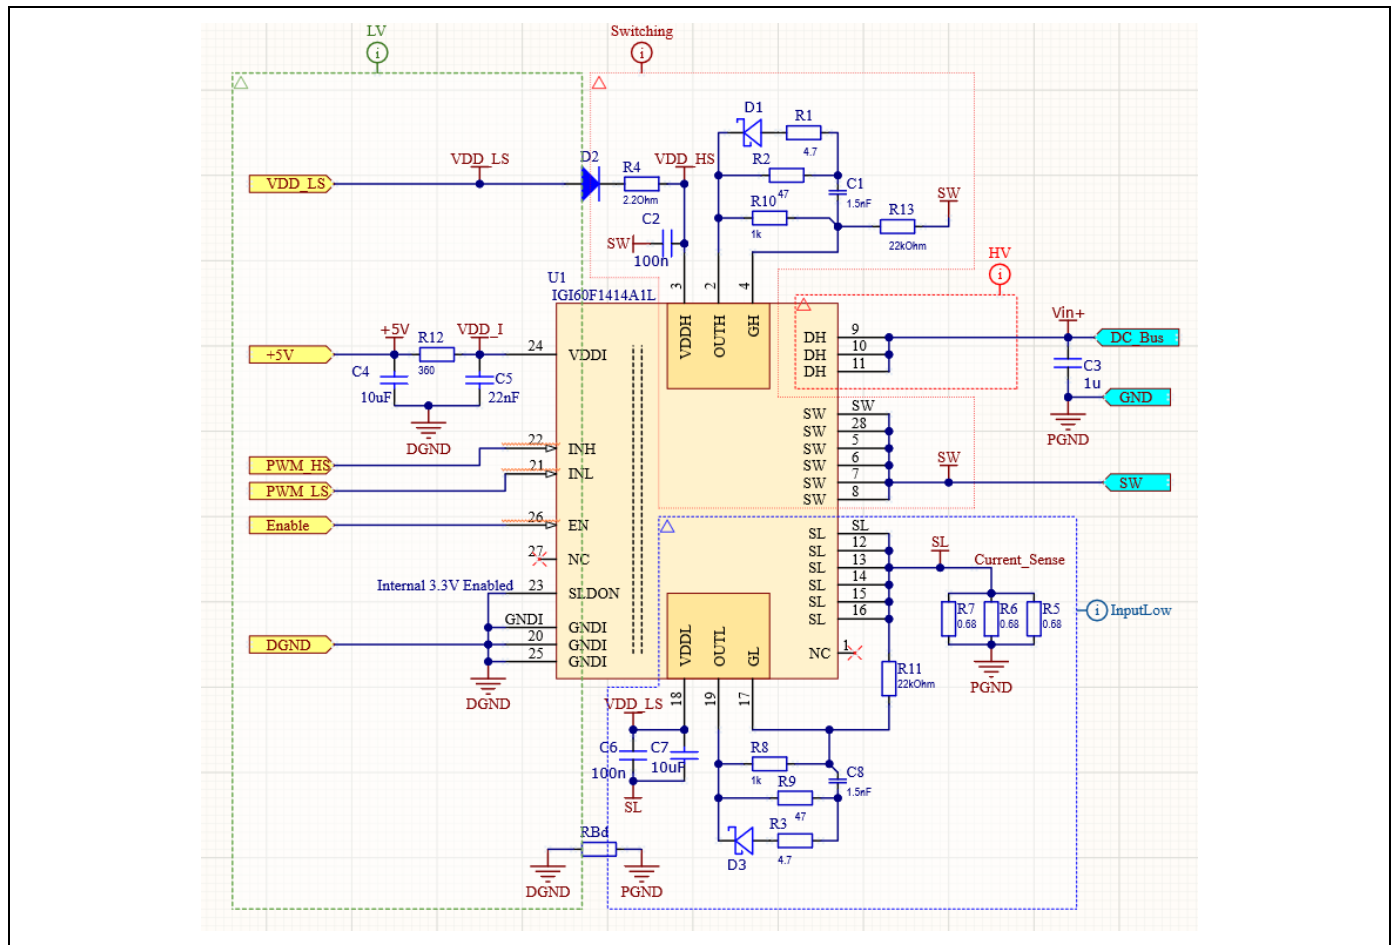 LV
Switching
D1
R1
4.7
R2
47
C1
1.5nF
R10
1k
R13
22kOhm
SW
VDD_LS
VDD_LS
D2
R4
2.2Ohm
VDD_HS
C2
SW
100n
HV
U1
IGI60F1414A1L
3
2
4
VDDH
OUTH
GH
Vin+
DC_Bus
C3
1u
GND
PGND
DH
9
DH
10
DH
11
+5V
+5V
R12
360
VDD_I
24
VDDI
C4
10uF
C5
22nF
DGND
SW
SW
SW
28
SW
5
SW
6
SW
7
SW
8
SW
SW
PWM_HS
22
INH
PWM_LS
21
INL
Enable
26
EN
27
NC
Internal 3.3V Enabled
23
SLDON
GNDI
GNDI
DGND
20
GNDI
25
GNDI
DGND
SL
SL
SL
12
SL
13
SL
14
SL
15
SL
16
SL
Current_Sense
R7
0.68
R6
0.68
R5
0.68
PGND
InputLow
NC
1
R11
22kOhm
VDDL
OUTL
GL
18
19
17
VDD_LS
C6
100n
C7
10uF
SL
R8
1k
R9
47
C8
1.5nF
R3
4.7
D3
RBd
DGND
PGND